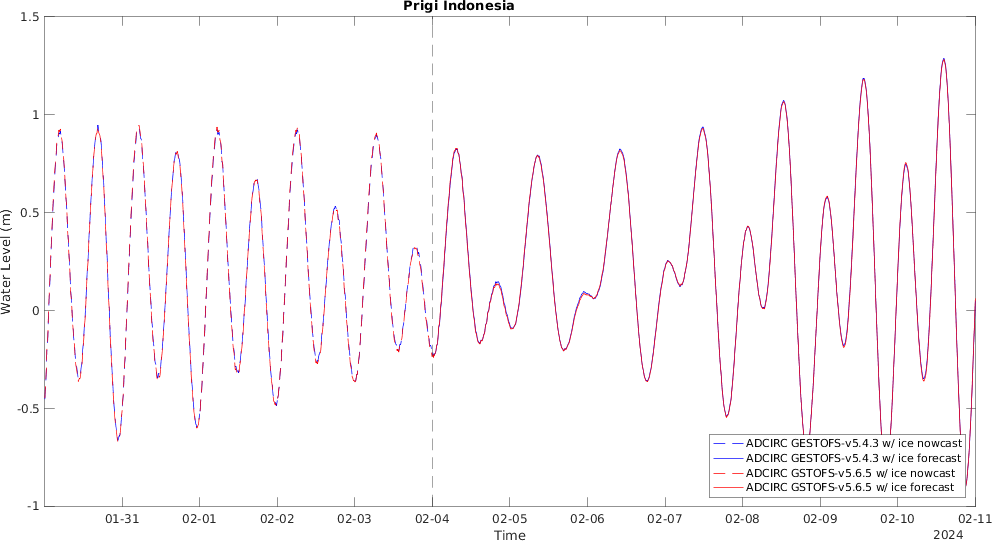 Prigi Indonesia
Water Level (m)
1.5
1
0.5
0
-0.5
-1
ADCIRC GESTOFS-v5.4.3 w/ ice nowcast
ADCIRC GESTOFS-v5.4.3 w/ ice forecast
ADCIRC GSTOFS-v5.6.5 w/ ice nowcast
ADCIRC GSTOFS-v5.6.5 w/ ice forecast
01-31 02-01 02-02 02-03 02-04 02-05 02-06 02-07 02-08 02-09 02-10 02-11
Time
2024